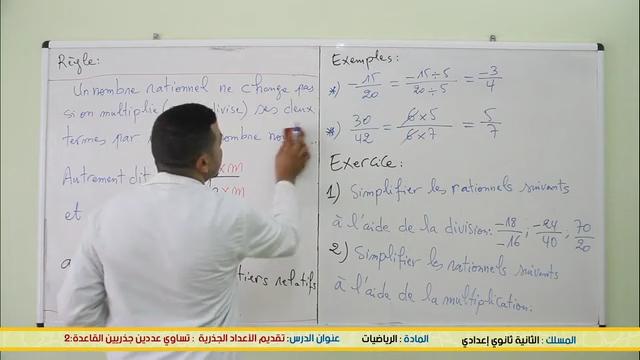 Règle:
Un nombre rationnel ne change pas
si on multiplie divise) ses deux
termes par nombre no
Autrement dit × m
× m
et
a
tiers relatifs
Exemples:
*) -15/20 = -15÷5/20÷5 = -3/4
*) 30/42 = 6×5/6×7 = 5/7
Exercice:
1) Simplifier les rationnels suivants
à l'aide de la division: -18/-16 ; -24/40 ; 70/20
2) Simplifier les rationnels suivants
à l'aide de la multiplication.
المسلك : الثانية ثانوي إعدادي المادة : الرياضيات عنوان الدرس: تقديم الأعداد الجذرية : تساوي عددين جذريين القاعدة:2